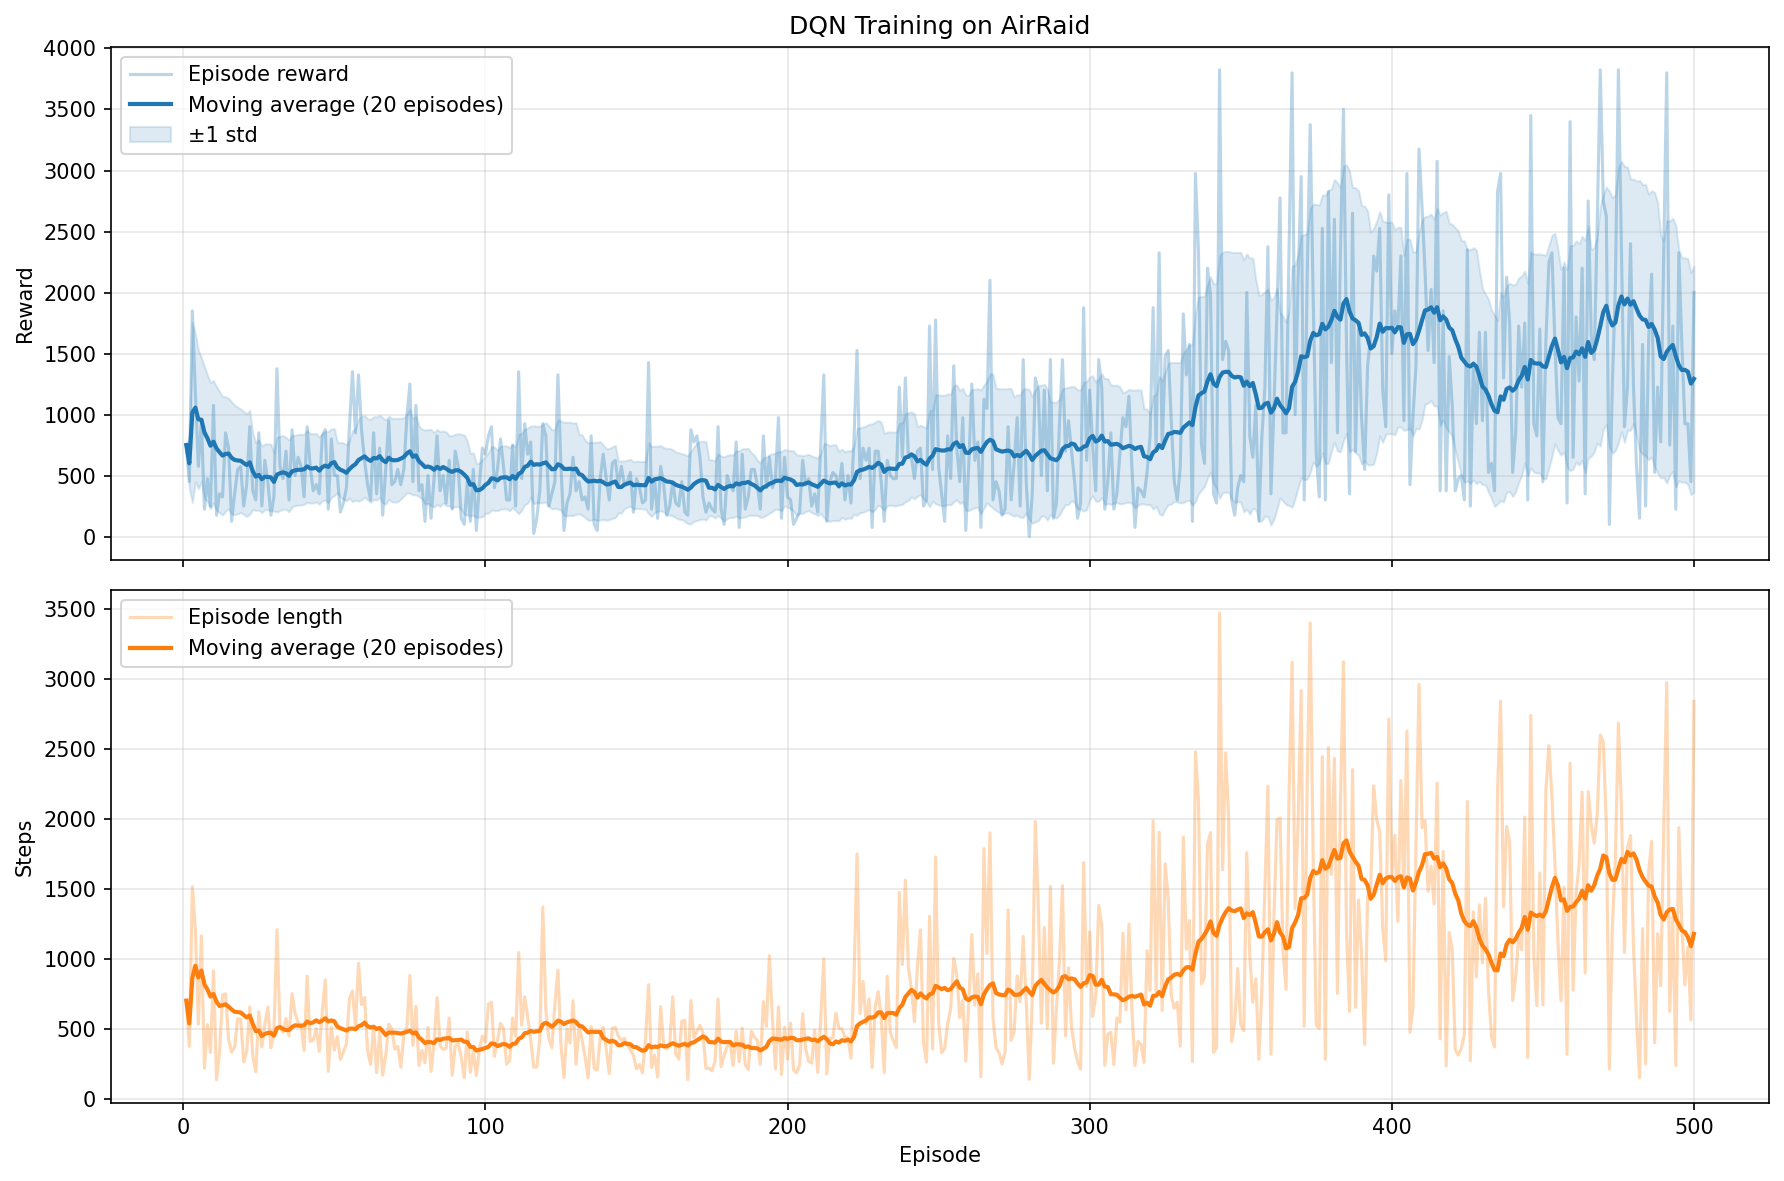 DQN Training on AirRaid
4000
3500
3000
2500
2000
1500
1000
500
0
Reward
Episode reward
Moving average (20 episodes)
±1 std
3500
3000
2500
2000
1500
1000
500
0
Steps
Episode length
Moving average (20 episodes)
0 100 200 300 400 500
Episode